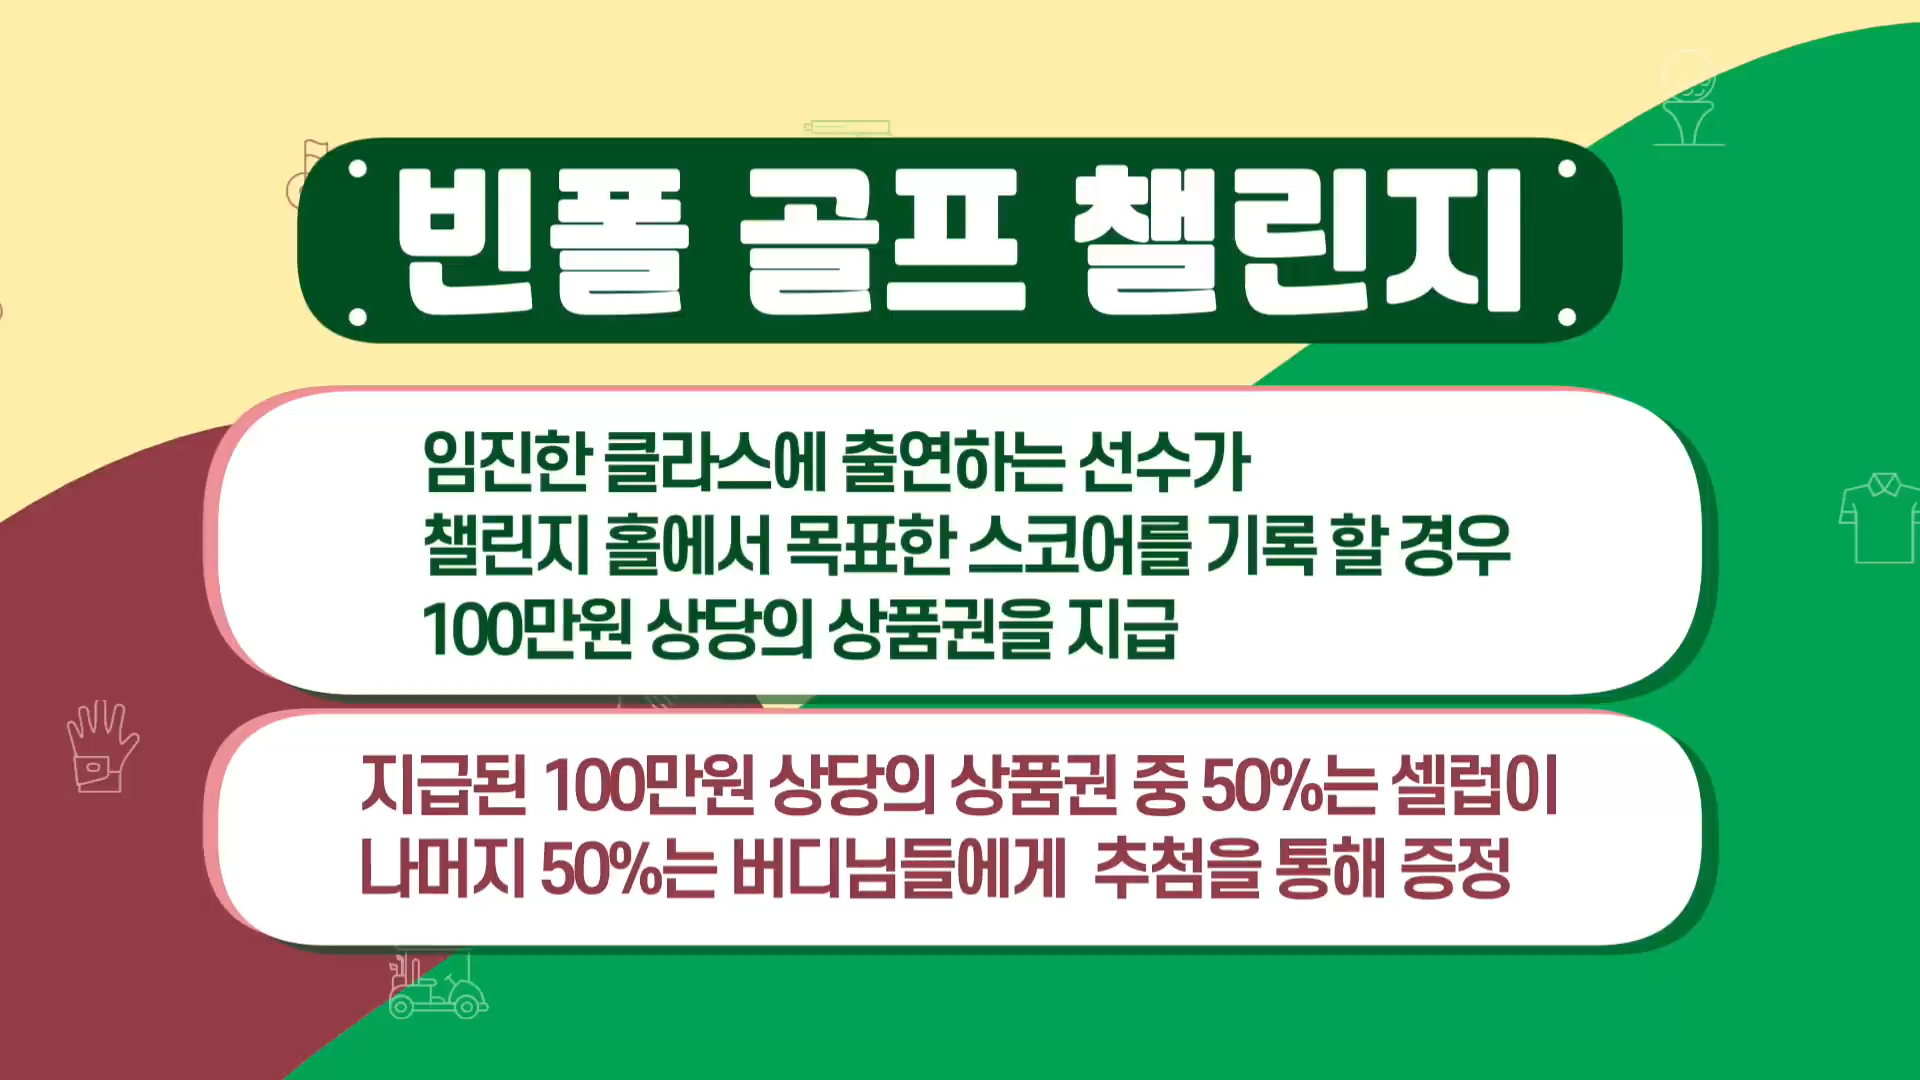 빈폴 골프 챌린지
임진한 클라스에 출연하는 선수가
챌린지 홀에서 목표한 스코어를 기록 할 경우
100만원 상당의 상품권을 지급
지급된 100만원 상당의 상품권 중 50%는 셀럽이
나머지 50%는 버디님들에게 추첨을 통해 증정